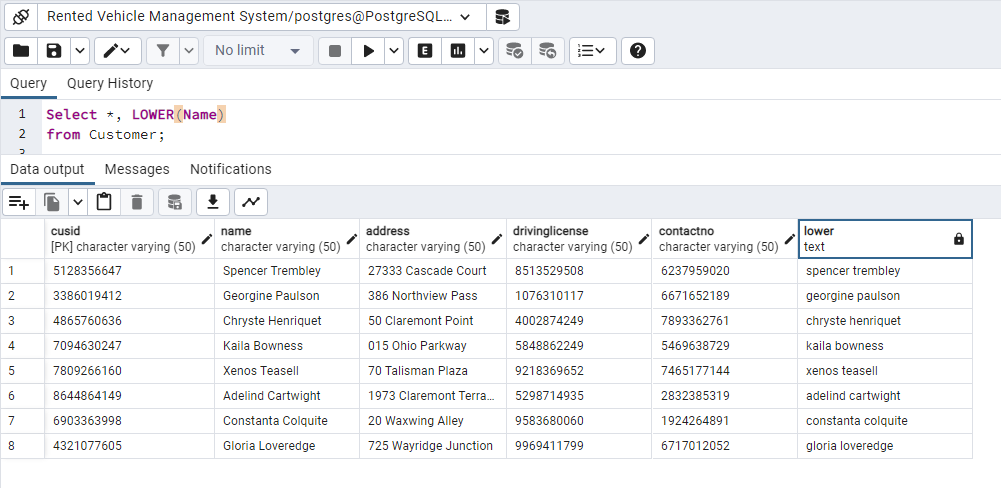 Rented Vehicle Management System/postgres@PostgreSQL...
No limit
E
?
Query Query History
1 Select *, LOWER(Name)
2 from Customer;
Data output Messages Notifications
cusid name address drivinglicense contactno lower
[PK] character varying (50) character varying (50) character varying (50) character varying (50) character varying (50) text
1 5128356647 Spencer Trembley 27333 Cascade Court 8513529508 6237959020 spencer trembley
2 3386019412 Georgine Paulson 386 Northview Pass 1076310117 6671652189 georgine paulson
3 4865760636 Chryste Henriquet 50 Claremont Point 4002874249 7893362761 chryste henriquet
4 7094630247 Kaila Bowness 015 Ohio Parkway 5848862249 5469638729 kaila bowness
5 7809266160 Xenos Teasell 70 Talisman Plaza 9218369652 7465177144 xenos teasell
6 8644864149 Adelind Cartwight 1973 Claremont Terra... 5298714935 2832385319 adelind cartwight
7 6903363998 Constanta Colquite 20 Waxwing Alley 9583680060 1924264891 constanta colquite
8 4321077605 Gloria Loveredge 725 Wayridge Junction 9969411799 6717012052 gloria loveredge